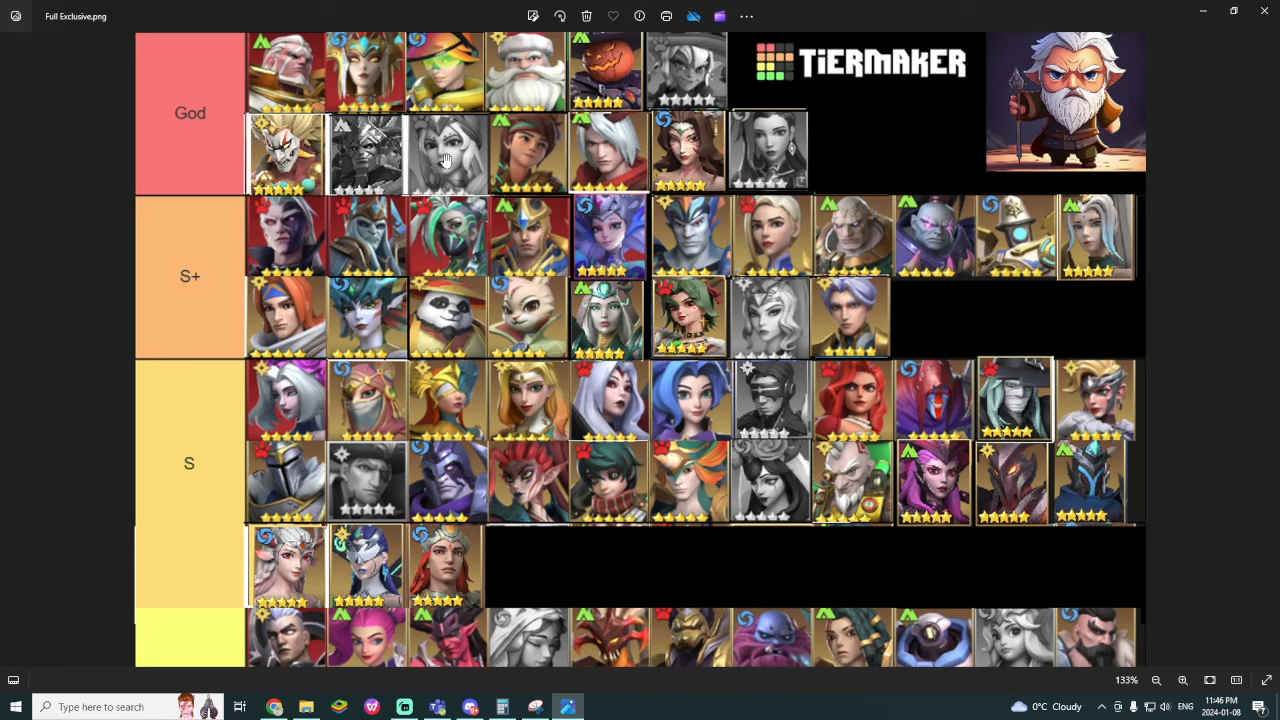 Full Exclusive.png
God
TiERMAKER
S+
S
133%
Type here to search
0°C Cloudy
ENG
11:46 PM
2024-01-08